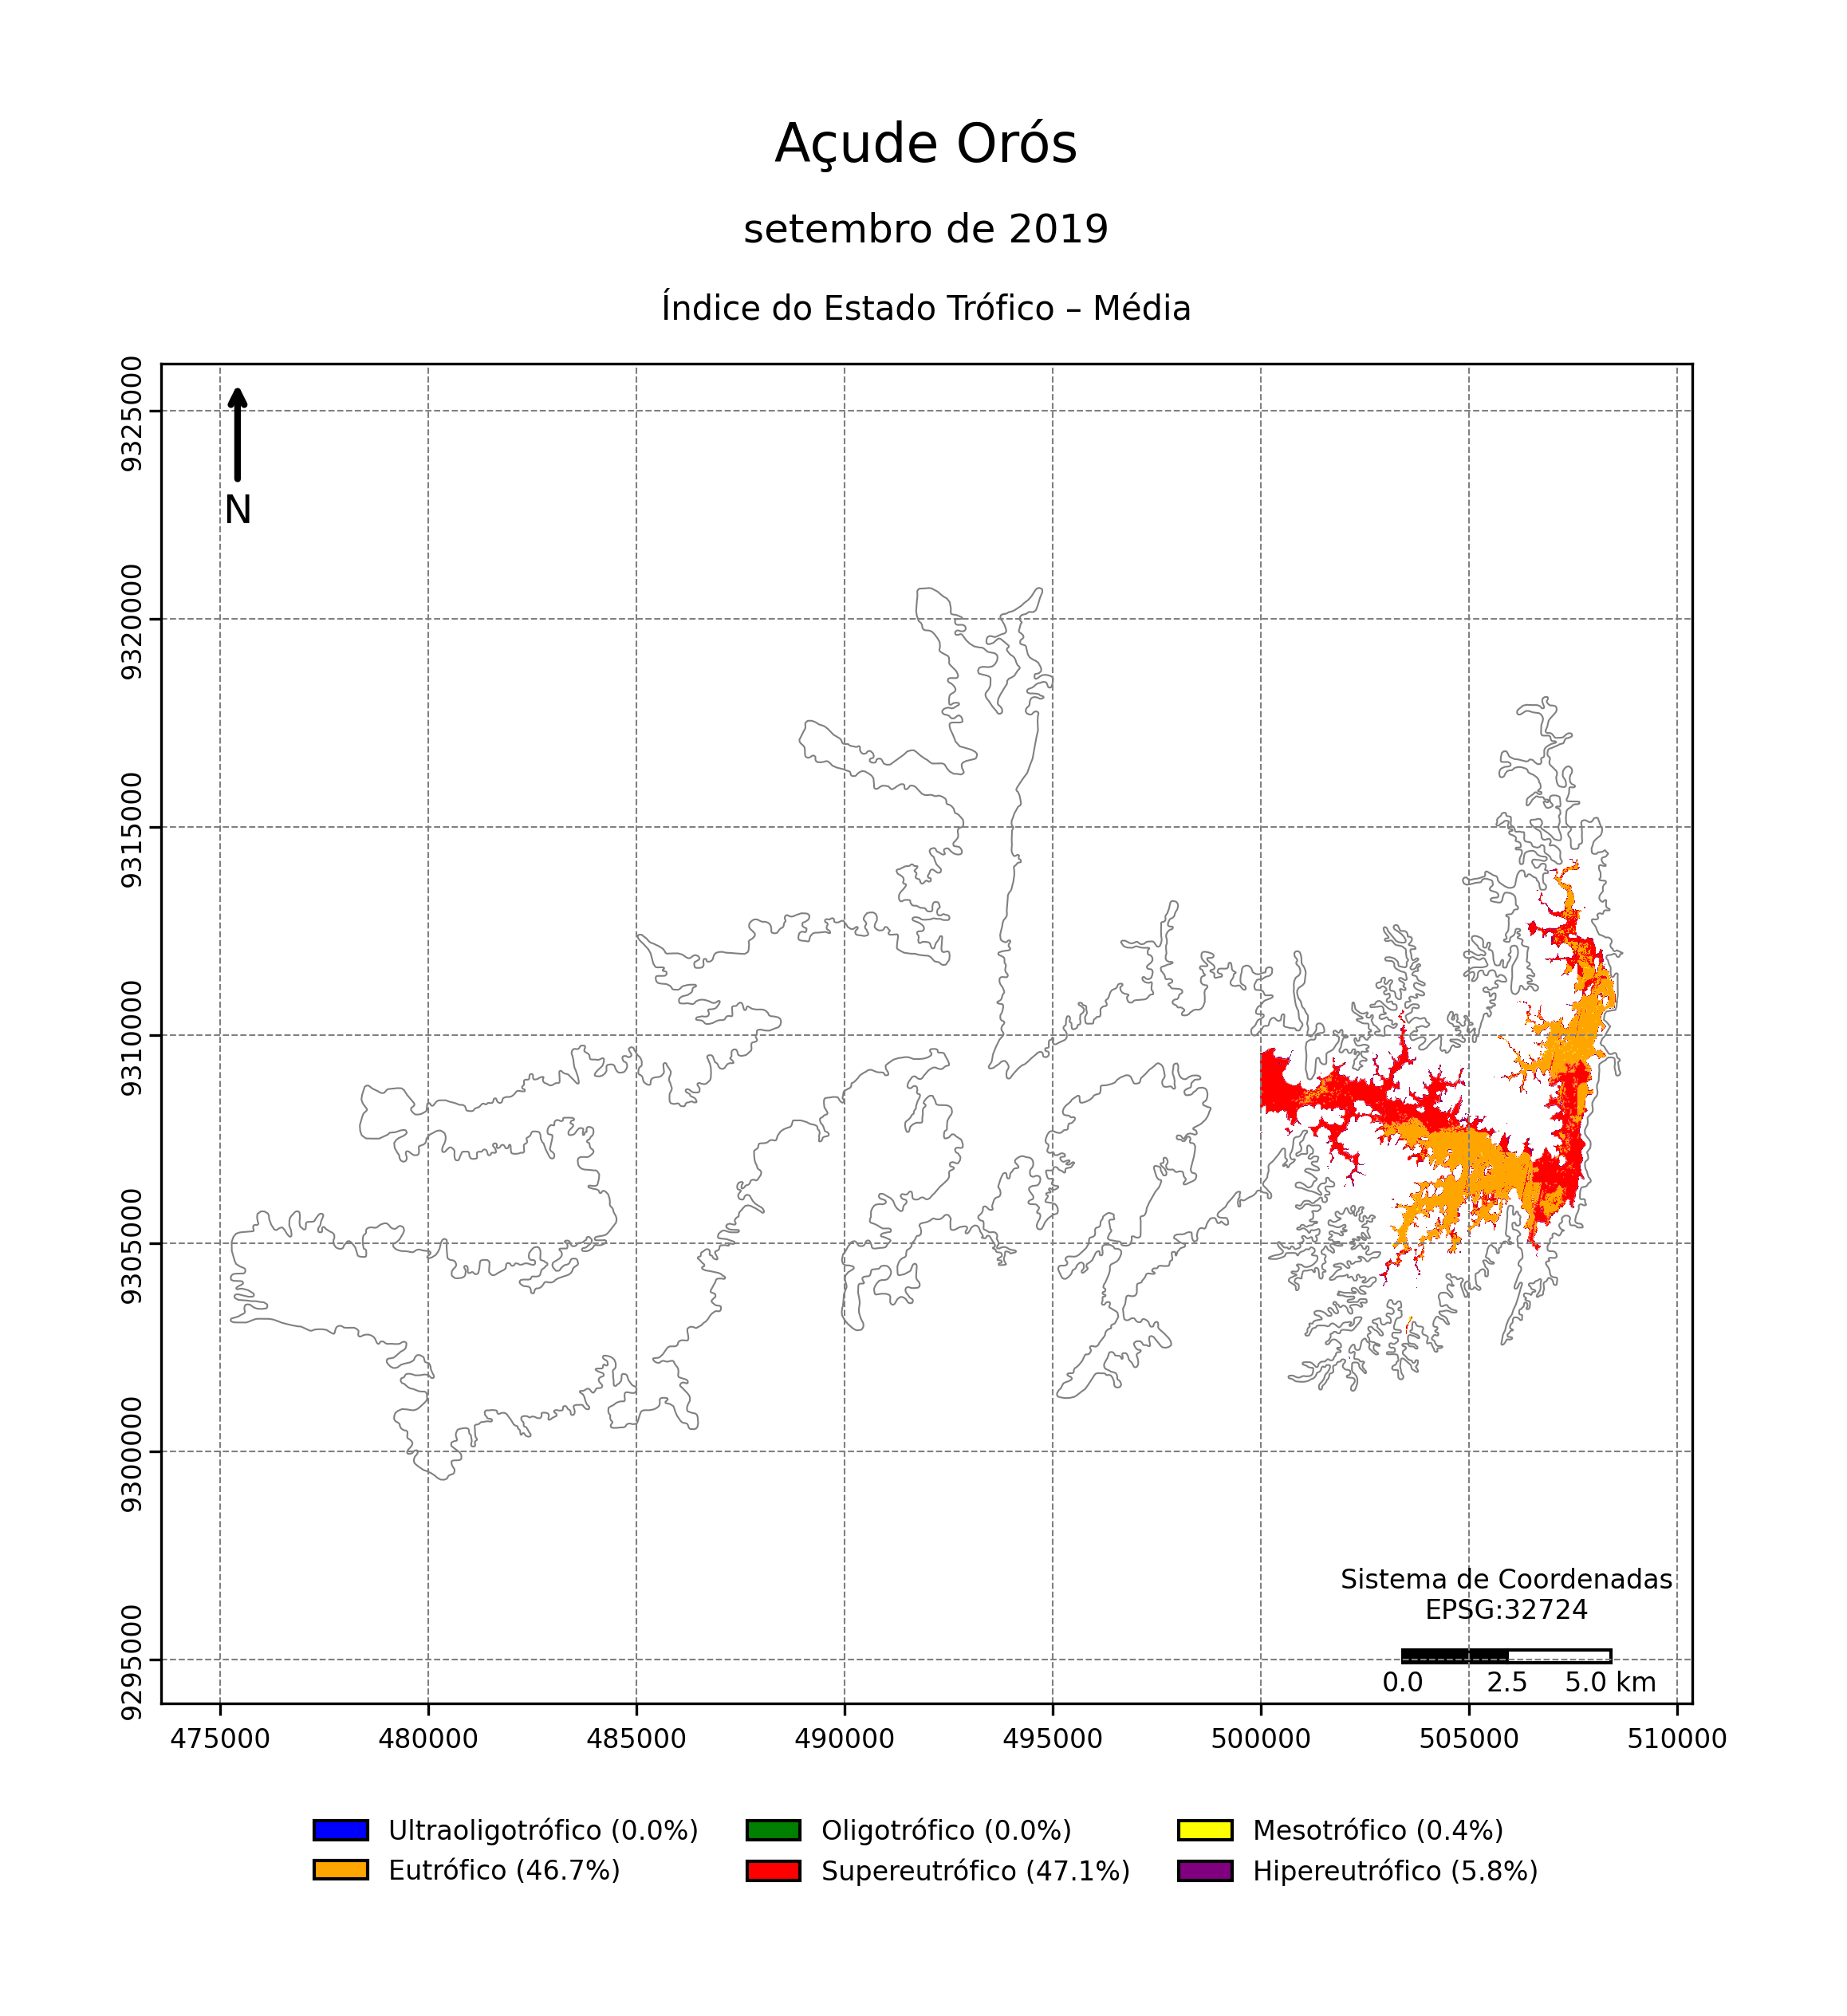 Açude Orós
setembro de 2019
Índice do Estado Trófico – Média
9325000
9320000
9315000
9310000
9305000
9300000
9295000
N
Sistema de Coordenadas
EPSG:32724
0.0 2.5 5.0 km
475000 480000 485000 490000 495000 500000 505000 510000
Ultraoligotrófico (0.0%) Oligotrófico (0.0%) Mesotrófico (0.4%)
Eutrófico (46.7%) Supereutrófico (47.1%) Hipereutrófico (5.8%)